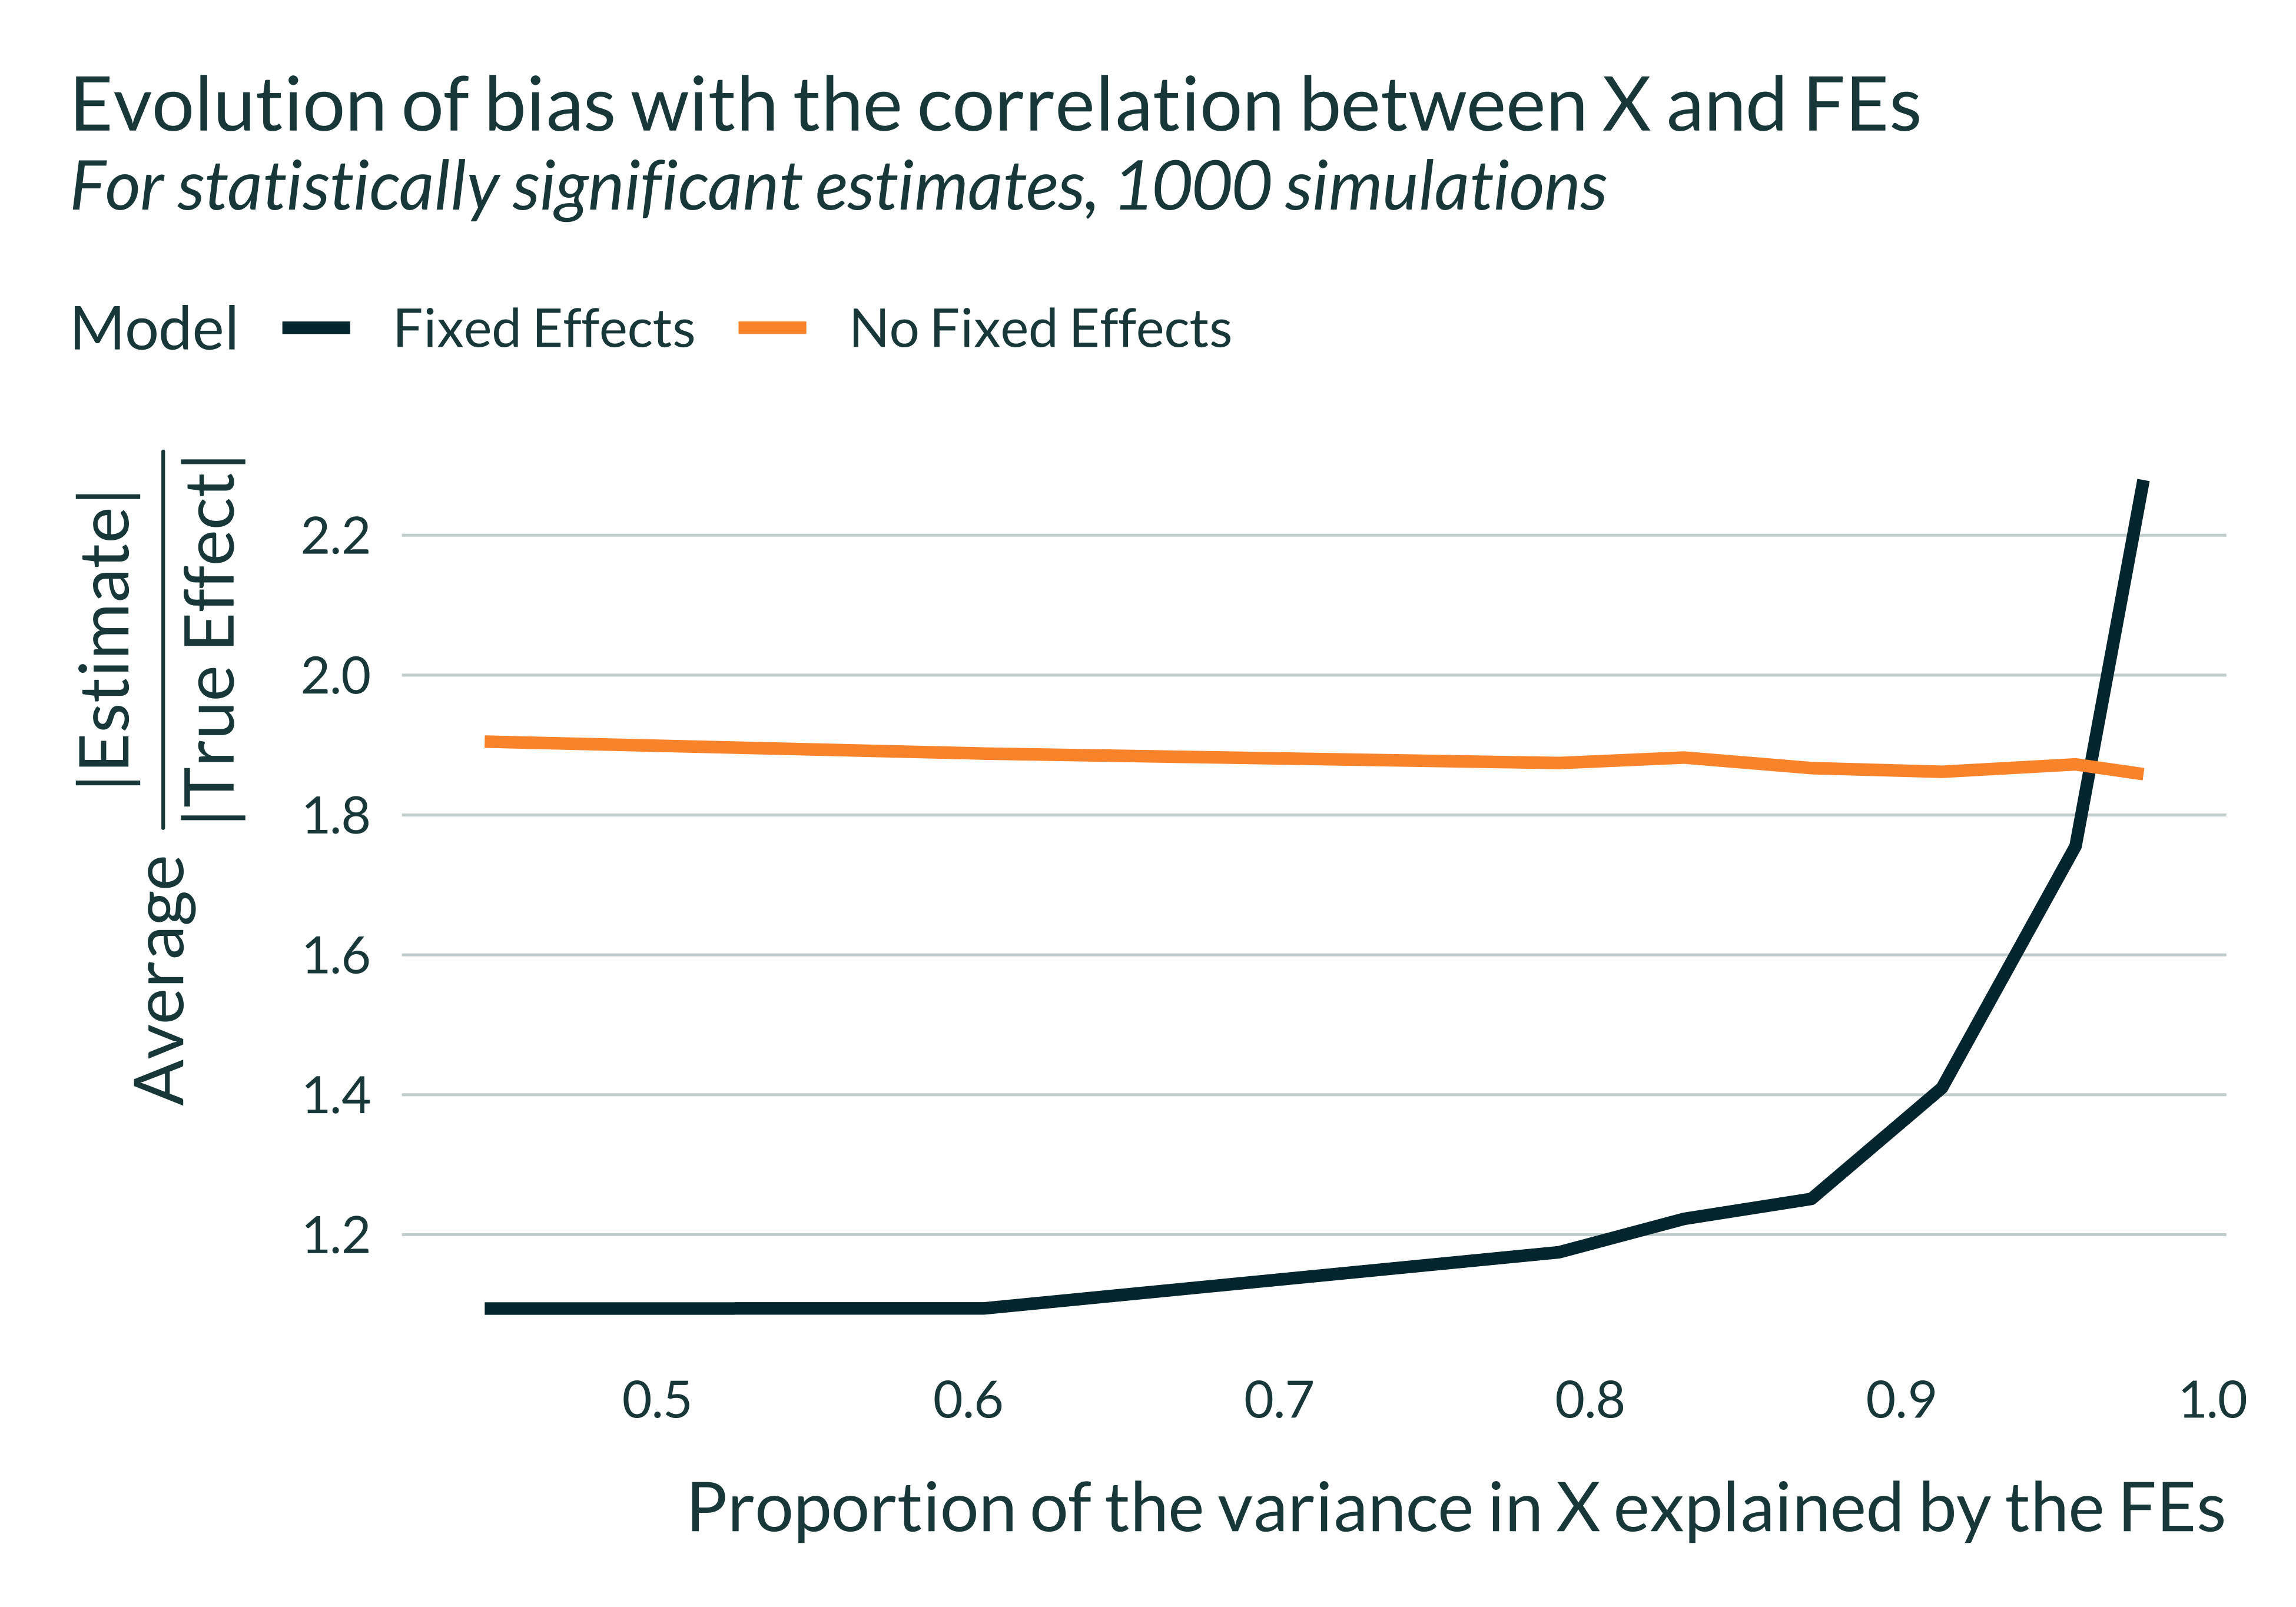 Evolution of bias with the correlation between X and FEs
For statistically significant estimates, 1000 simulations
Model Fixed Effects No Fixed Effects
Average |Estimate|
|True Effect|
2.2
2.0
1.8
1.6
1.4
1.2
0.5 0.6 0.7 0.8 0.9 1.0
Proportion of the variance in X explained by the FEs